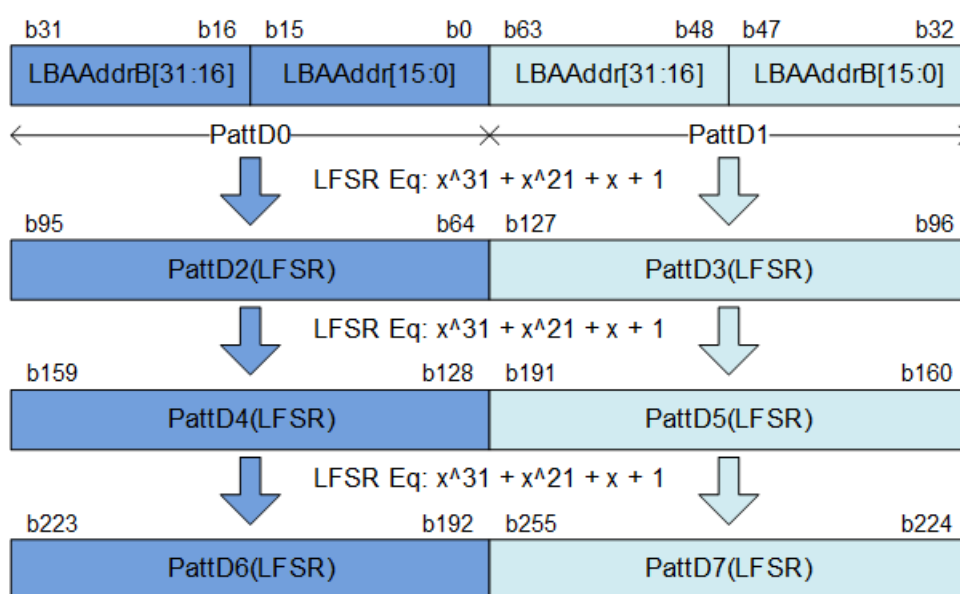 b31 b16 b15 b0 b63 b48 b47 b32
LBAAddrB[31:16] LBAAddr[15:0] LBAAddr[31:16] LBAAddrB[15:0]
PattD0 PattD1
LFSR Eq: x^31 + x^21 + x + 1
b95 b64 b127 b96
PattD2(LFSR) PattD3(LFSR)
LFSR Eq: x^31 + x^21 + x + 1
b159 b128 b191 b160
PattD4(LFSR) PattD5(LFSR)
LFSR Eq: x^31 + x^21 + x + 1
b223 b192 b255 b224
PattD6(LFSR) PattD7(LFSR)